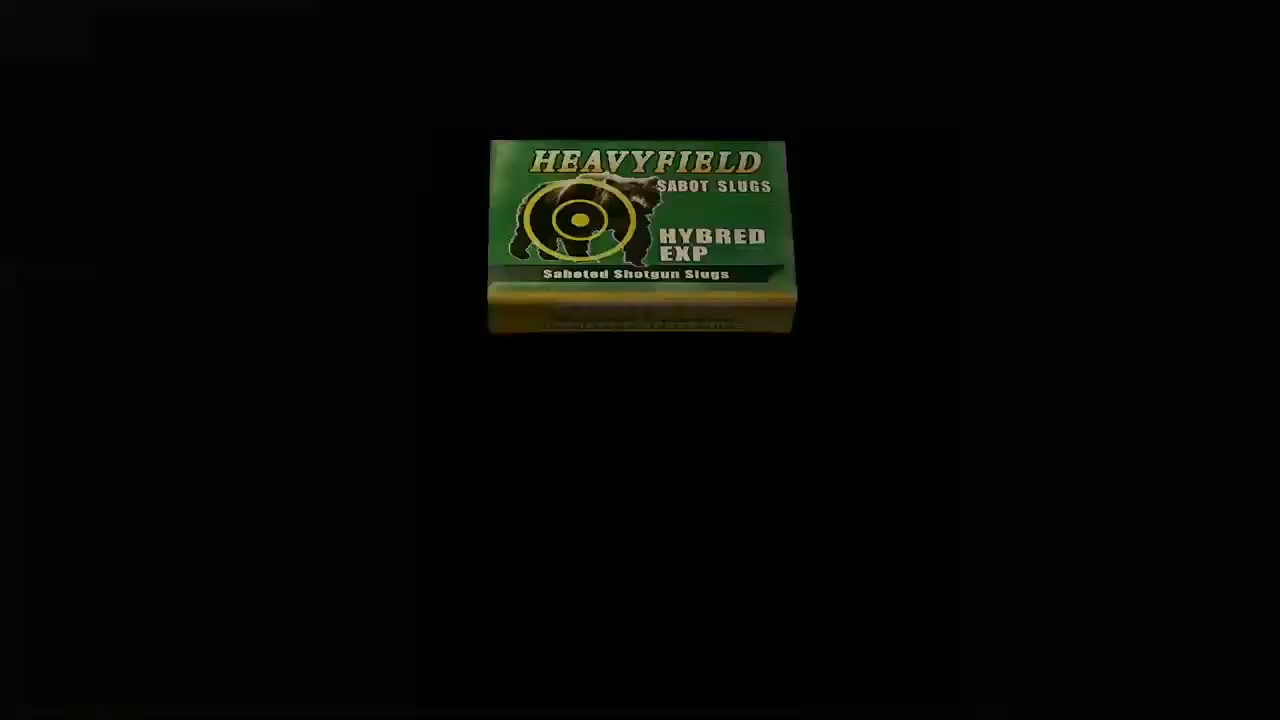 HEAVYFIELD
SABOT SLUGS
HYBRED
EXP
Saboted Shotgun Slugs